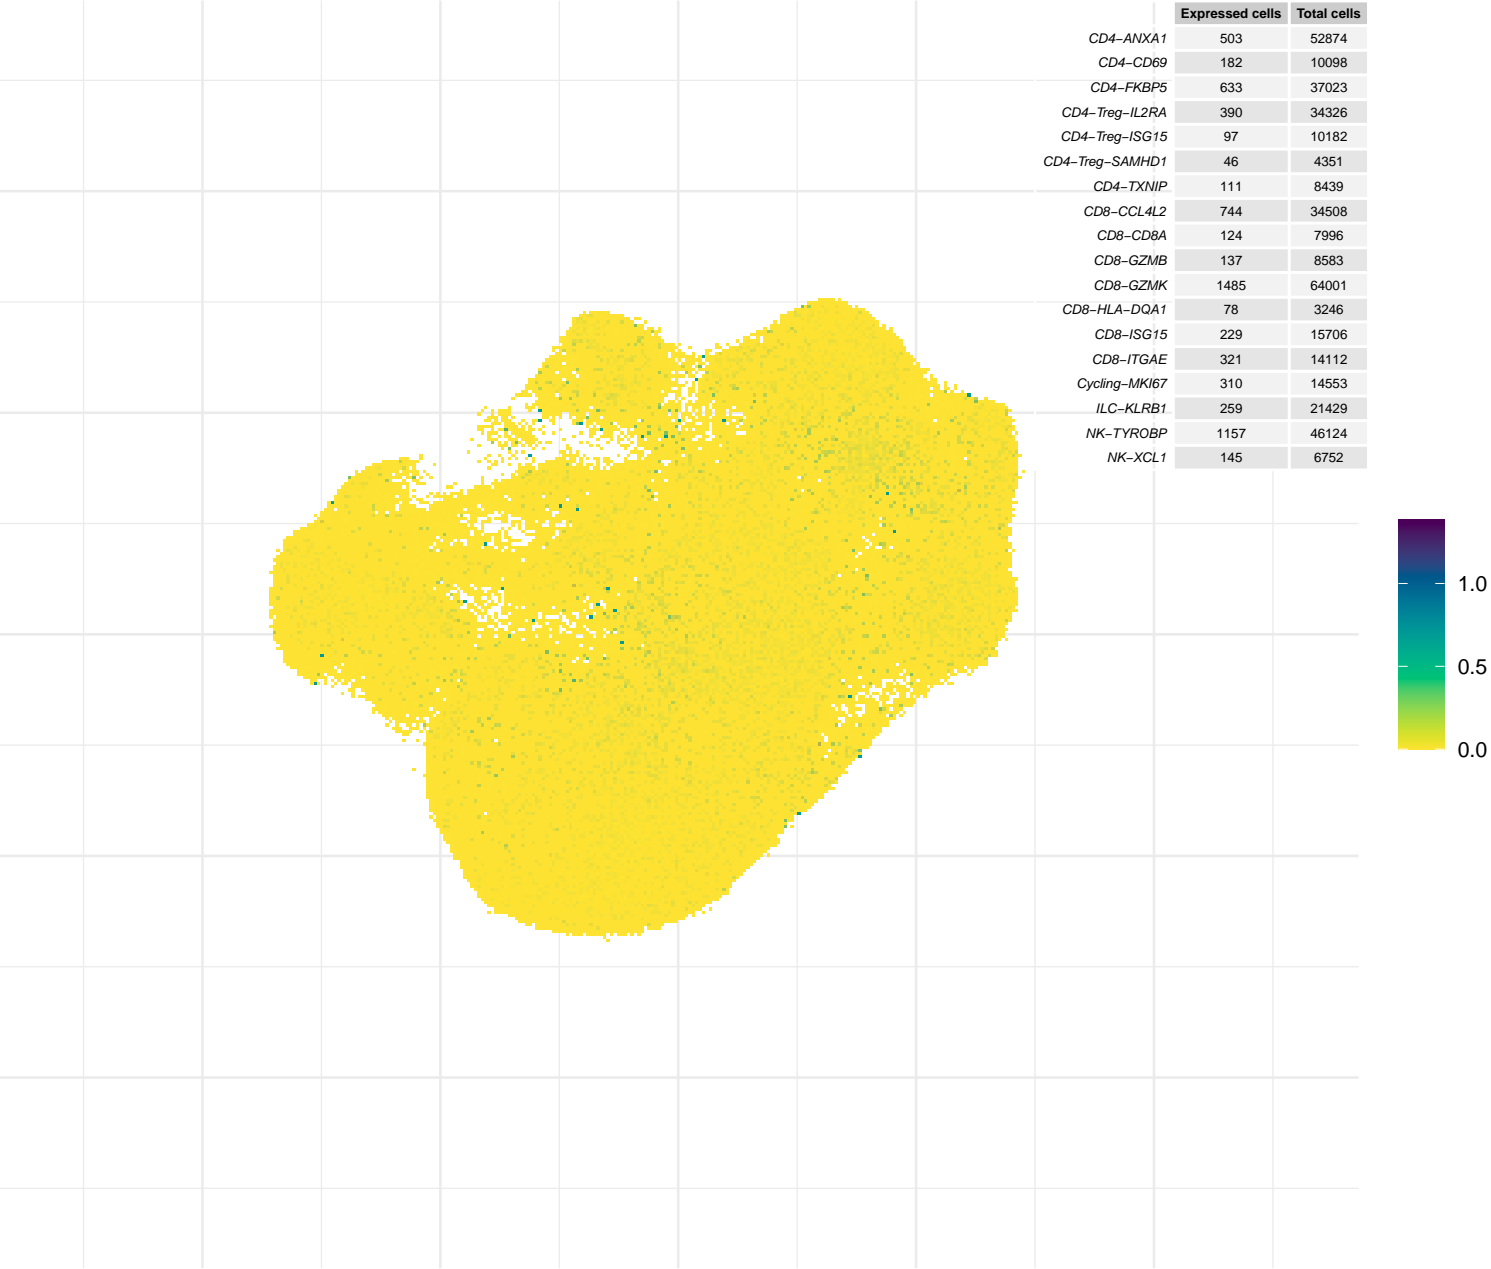 Expressed cells Total cells
CD4−ANXA1 503 52874
CD4−CD69 182 10098
CD4−FKBP5 633 37023
CD4−Treg−IL2RA 390 34326
CD4−Treg−ISG15 97 10182
CD4−Treg−SAMHD1 46 4351
CD4−TXNIP 111 8439
CD8−CCL4L2 744 34508
CD8−CD8A 124 7996
CD8−GZMB 137 8583
CD8−GZMK 1485 64001
CD8−HLA−DQA1 78 3246
CD8−ISG15 229 15706
CD8−ITGAE 321 14112
Cycling−MKI67 310 14553
ILC−KLRB1 259 21429
NK−TYROBP 1157 46124
NK−XCL1 145 6752
1.0
0.5
0.0